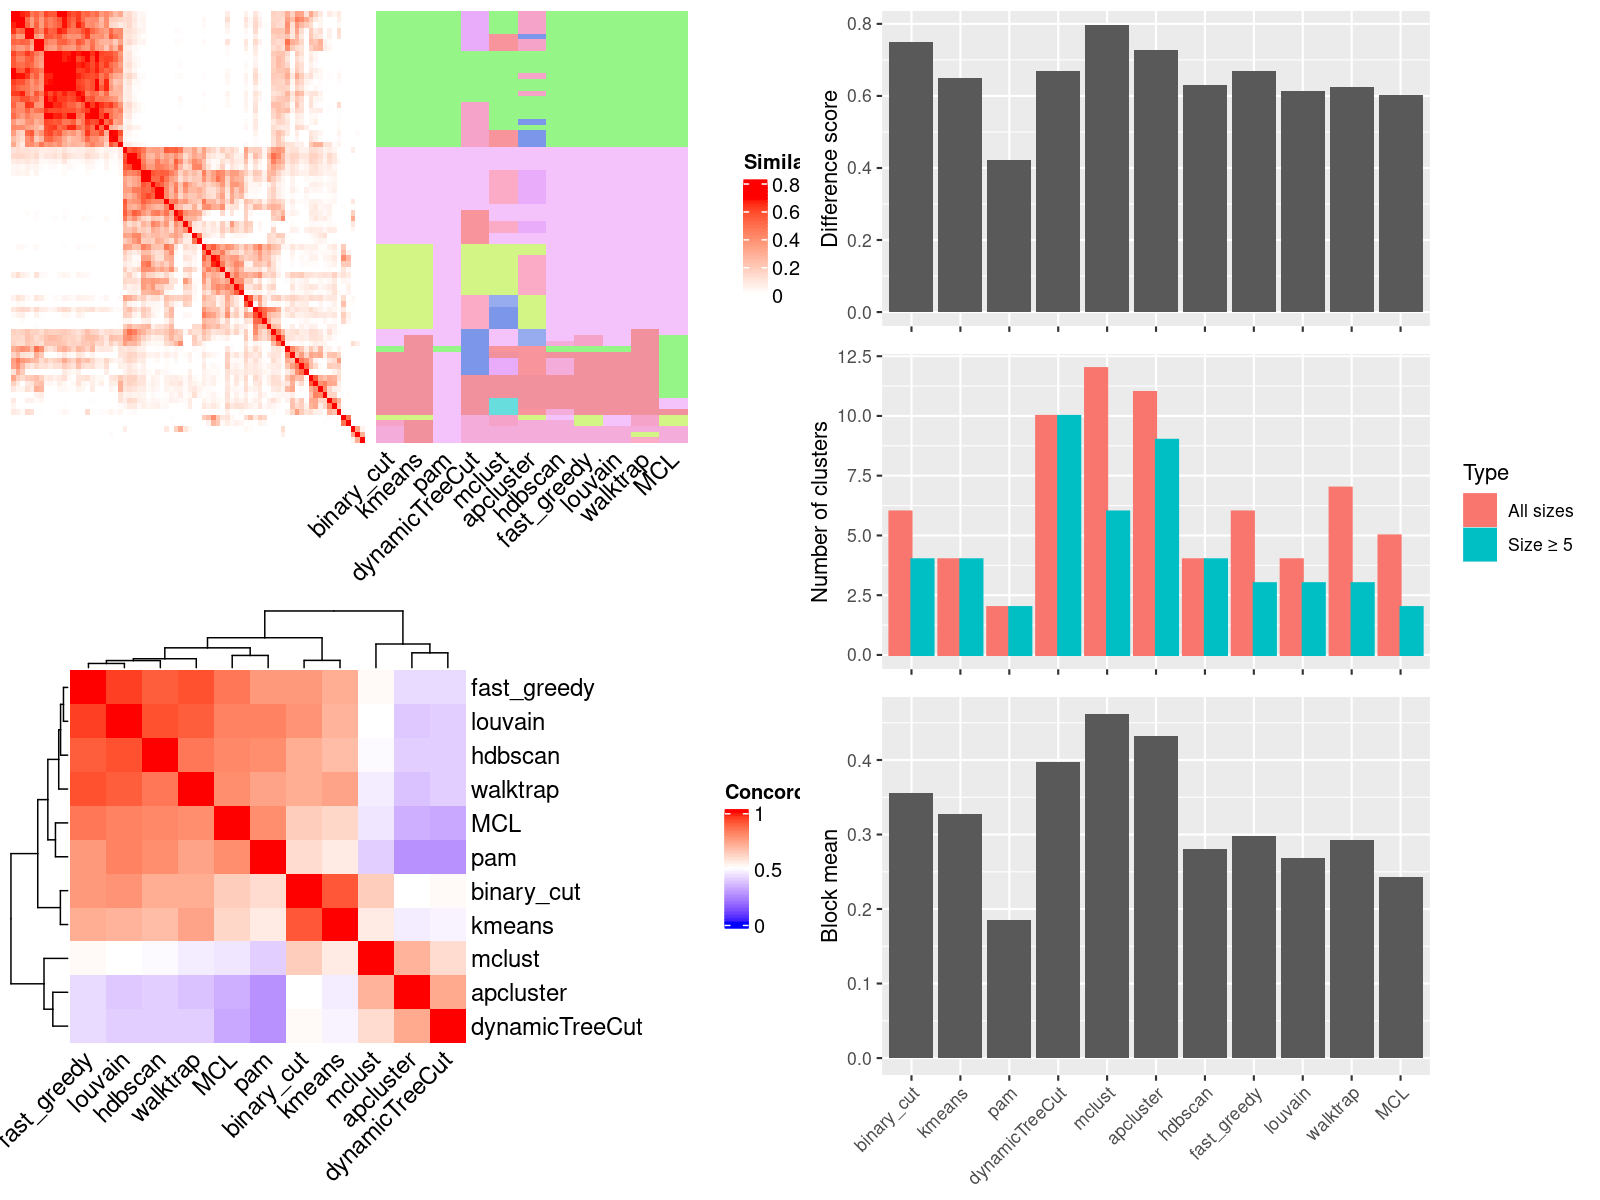 Simila
0.8
0.6
0.4
0.2
0
binary_cut
kmeans
pam
dynamicTreeCut
mclust
apcluster
hdbscan
fast_greedy
louvain
walktrap
MCL
fast_greedy
louvain
hdbscan
walktrap
MCL
pam
binary_cut
kmeans
mclust
apcluster
dynamicTreeCut
fast_greedy
louvain
hdbscan
walktrap
MCL
pam
binary_cut
kmeans
mclust
apcluster
dynamicTreeCut
Concord
1
0.5
0
Difference score
0.8
0.6
0.4
0.2
0.0
Number of clusters
12.5
10.0
7.5
5.0
2.5
0.0
Type
All sizes
Size ≥ 5
Block mean
0.4
0.3
0.2
0.1
0.0
binary_cut
kmeans
pam
dynamicTreeCut
mclust
apcluster
hdbscan
fast_greedy
louvain
walktrap
MCL